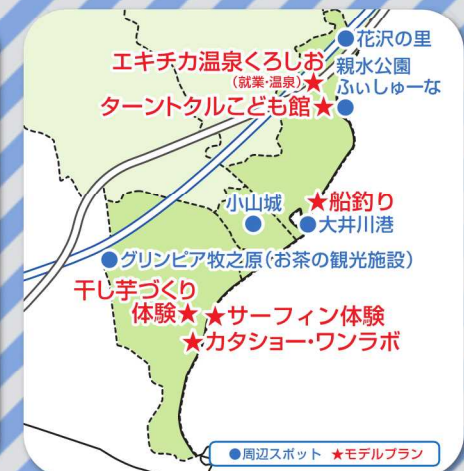 花沢の里
エキチカ温泉くろしお
(就業・温泉)
親水公園
ふぃしゅーな
ターントクルこども館
小山城
船釣り
大井川港
グリンピア牧之原(お茶の観光施設)
干し芋づくり
体験
サーフィン体験
カタショー・ワンラボ
●周辺スポット ★モデルプラン